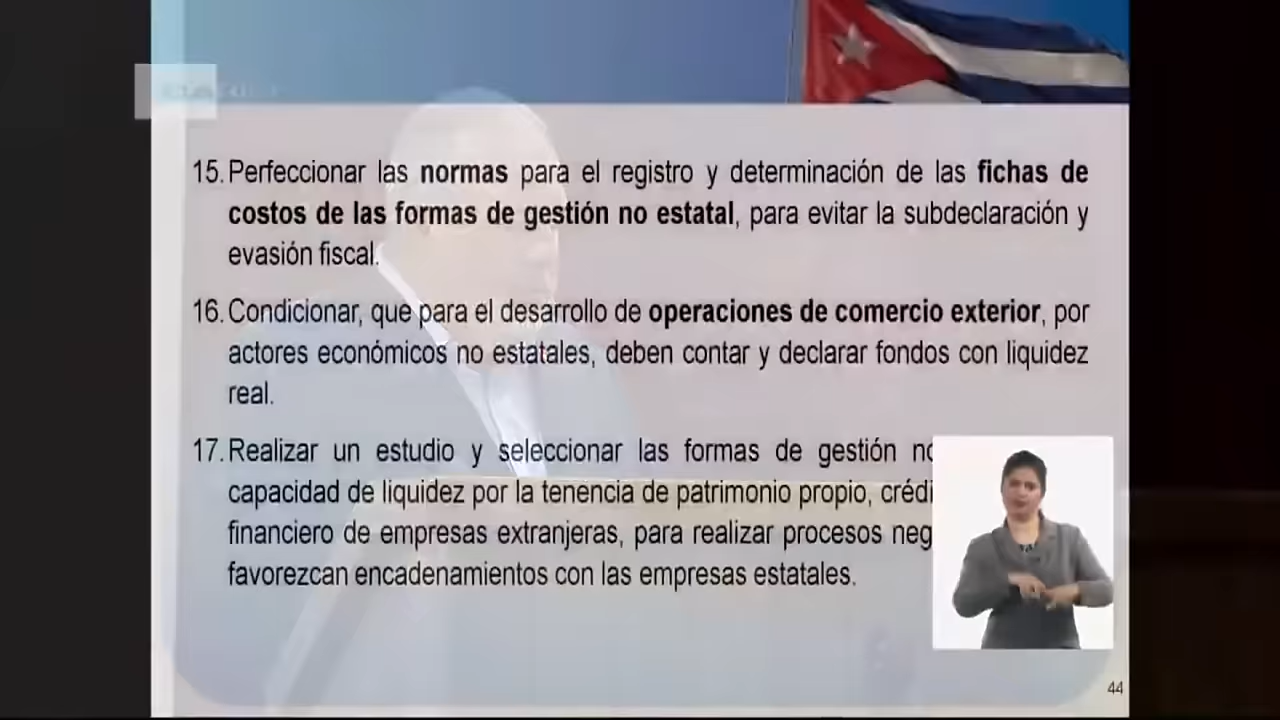 15. Perfeccionar las normas para el registro y determinación de las fichas de
costos de las formas de gestión no estatal, para evitar la subdeclaración y
evasión fiscal.
16. Condicionar, que para el desarrollo de operaciones de comercio exterior, por
actores económicos no estatales, deben contar y declarar fondos con liquidez
real.
17. Realizar un estudio y seleccionar las formas de gestión
capacidad de liquidez por la tenencia de patrimonio propio,
financiero de empresas extranjeras, para realizar procesos
favorezcan encadenamientos con las empresas estatales.
44